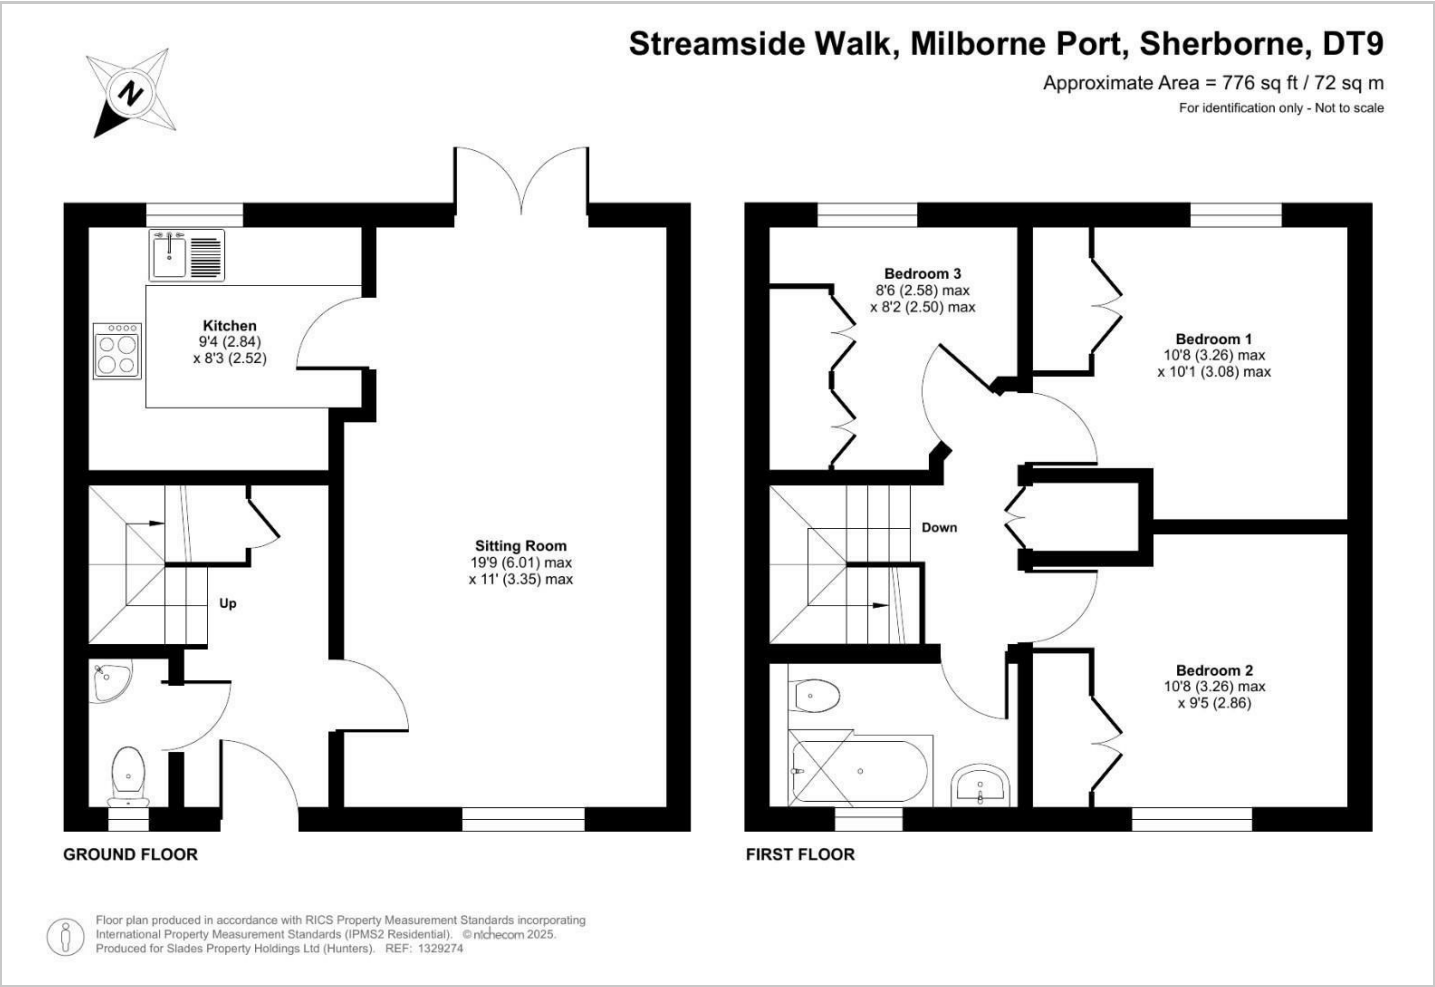 Streamside Walk, Milborne Port, Sherborne, DT9
Approximate Area = 776 sq ft / 72 sq m
For identification only - Not to scale
N
Kitchen
9'4 (2.84)
x 8'3 (2.52)
Sitting Room
19'9 (6.01) max
x 11' (3.35) max
Up
GROUND FLOOR
Bedroom 3
8'6 (2.58) max
x 8'2 (2.50) max
Bedroom 1
10'8 (3.26) max
x 10'1 (3.08) max
Down
Bedroom 2
10'8 (3.26) max
x 9'5 (2.86)
FIRST FLOOR
Floor plan produced in accordance with RICS Property Measurement Standards incorporating
International Property Measurement Standards (IPMS2 Residential). © nichecom 2025.
Produced for Slades Property Holdings Ltd (Hunters). REF: 1329274